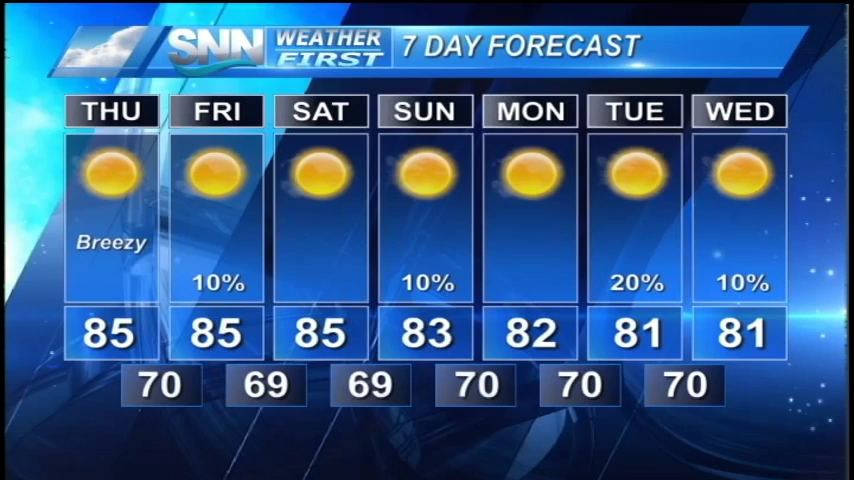 SNN WEATHER FIRST 7 DAY FORECAST
THU FRI SAT SUN MON TUE WED
Breezy
10% 10% 20% 10%
85 85 85 83 82 81 81
70 69 69 70 70 70